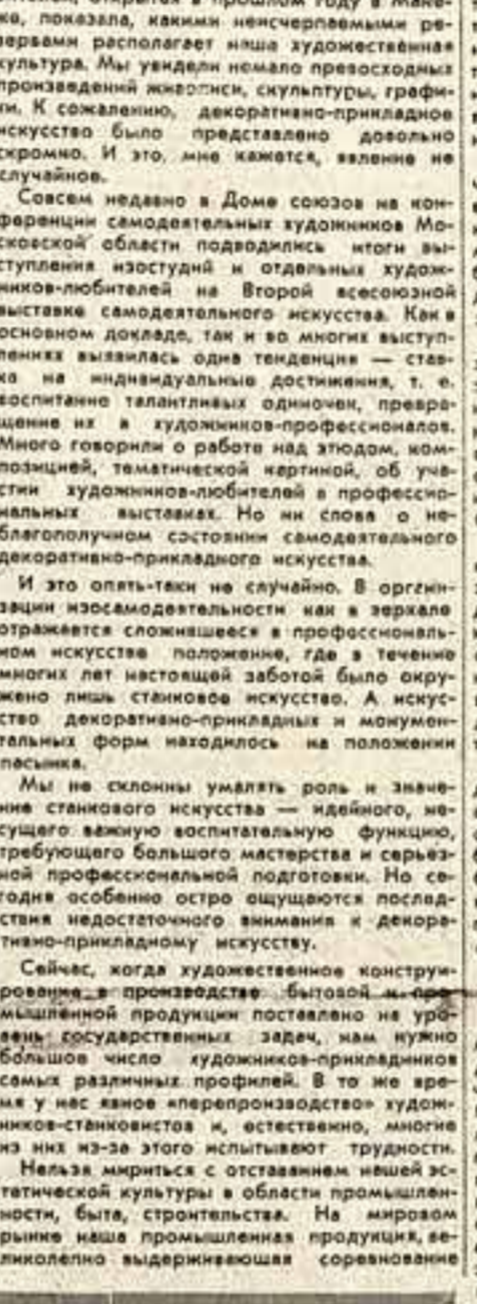 открытая в прошлом году в Мане-
же, показала, какими неисчерпаемыми ре-
зервами располагает наша художественная
культура. Мы увидели немало превосходных
произведений живописи, скульптуры, графи-
ки. К сожалению, декоративно-прикладное
искусство было представлено довольно
скромно. И это, мне кажется, явление не
случайное.
Совсем недавно в Доме союзов на кон-
ференции самодеятельных художников Мо-
сковской области подводились итоги вы-
ступления изостудий и отдельных худож-
ников-любителей на Второй всесоюзной
выставке самодеятельного искусства. Как в
основном докладе, так и во многих выступ-
лениях выявилась одна тенденция — став-
ка на индивидуальные достижения, т. е.
воспитание талантливых одиночек, превра-
щение их в художников-профессионалов.
Много говорили о работе над этюдом, ком-
позицией, тематической картиной, об уча-
стии художников-любителей в профессио-
нальных выставках. Но ни слова о не-
благополучном состоянии самодеятельного
декоративно-прикладного искусства.
И это опять-таки не случайно. В органи-
зации изосамодеятельности как в зеркале
отражается сложившееся в профессиональ-
ном искусстве положение, где в течение
многих лет настоящей заботой было окру-
жено лишь станковое искусство. А искус-
ство декоративно-прикладных и монумен-
тальных форм находилось на положении
пасынка.
Мы не склонны умалять роль и значе-
ние станкового искусства — идейного, не-
сущего важную воспитательную функцию,
требующего большого мастерства и серьез-
ной профессиональной подготовки. Но се-
годня особенно остро ощущаются послед-
ствия недостаточного внимания к декора-
тивно-прикладному искусству.
Сейчас, когда художественное конструи-
рование в производстве бытовой и про-
мышленной продукции поставлено на уро-
вень государственных задач, нам нужно
большое число художников-прикладников
самых различных профилей. В то же вре-
мя у нас явное «перепроизводство» худож-
ников-станковистов и, естественно, многие
из них из-за этого испытывают трудности.
Нельзя мириться с отставанием нашей эс-
тетической культуры в области промышлен-
ности, быта, строительства. На мировом
рынке наша промышленная продукция, ве-
ликолепно выдерживающая соревнование